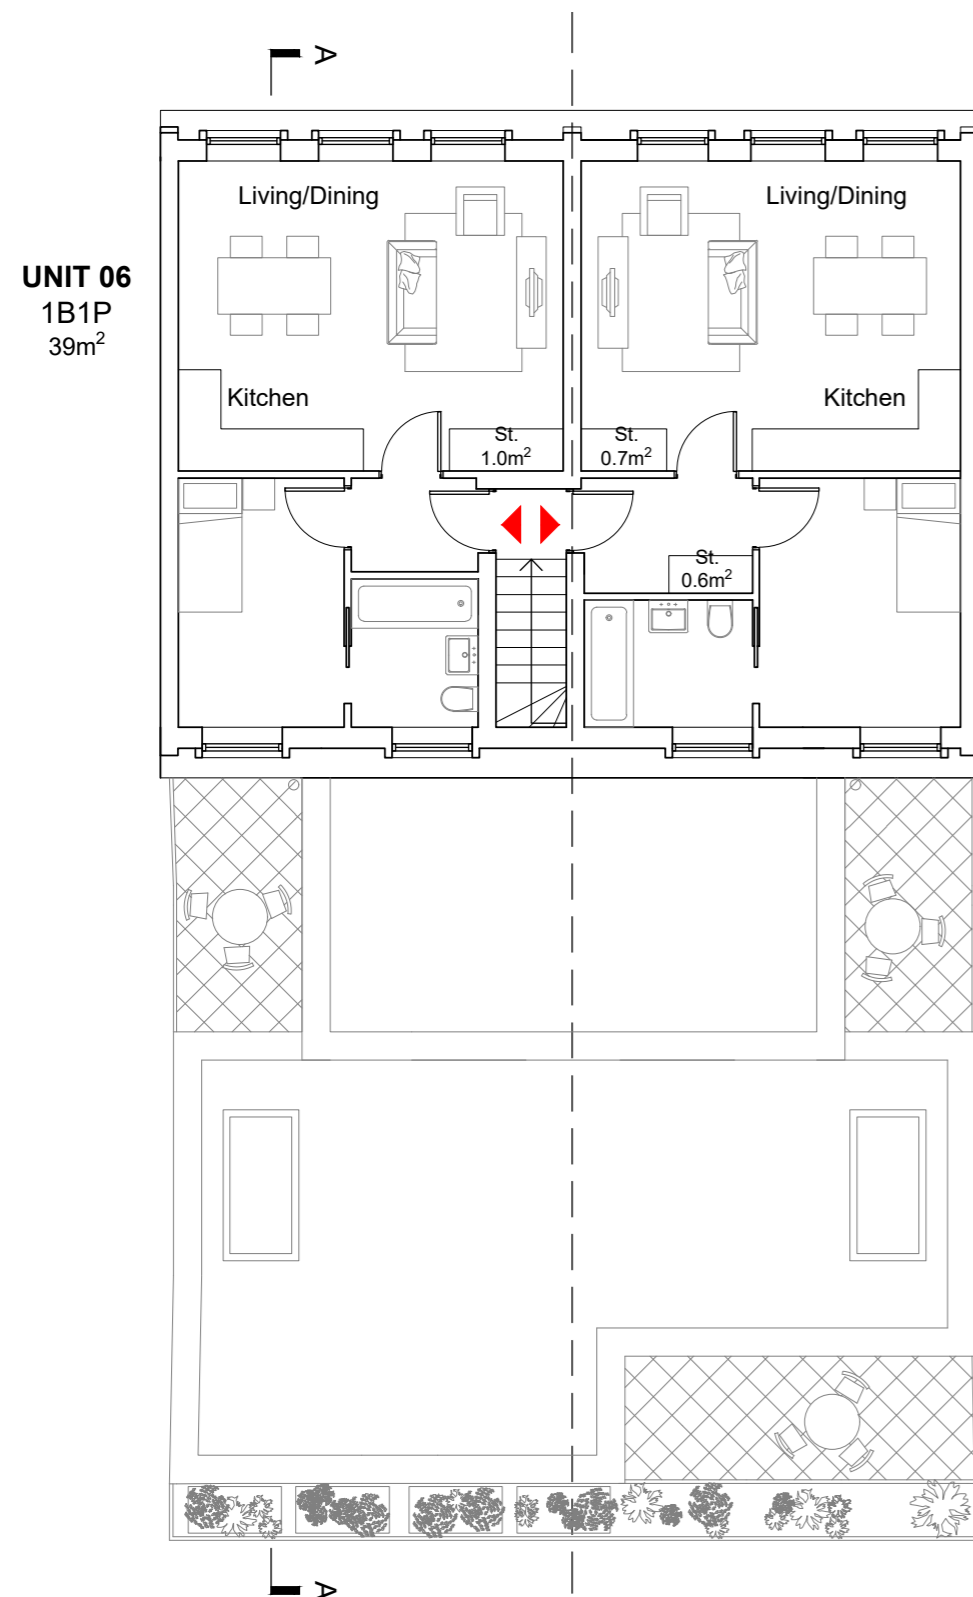 A
Living/Dining
Living/Dining
UNIT 06
1B1P
39m²
Kitchen
Kitchen
St.
1.0m²
St.
0.7m²
St.
0.6m²
A